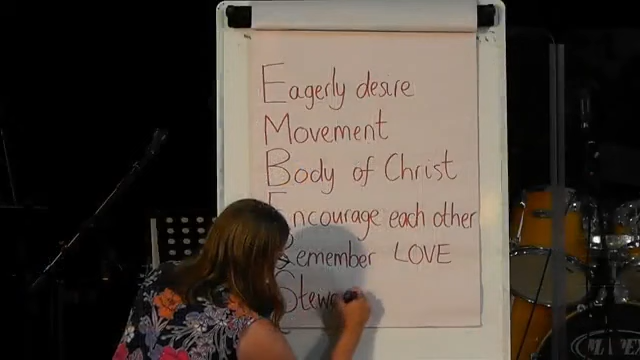 Eagerly desire
Movement
Body of Christ
Encourage each other
Remember LOVE
Stew